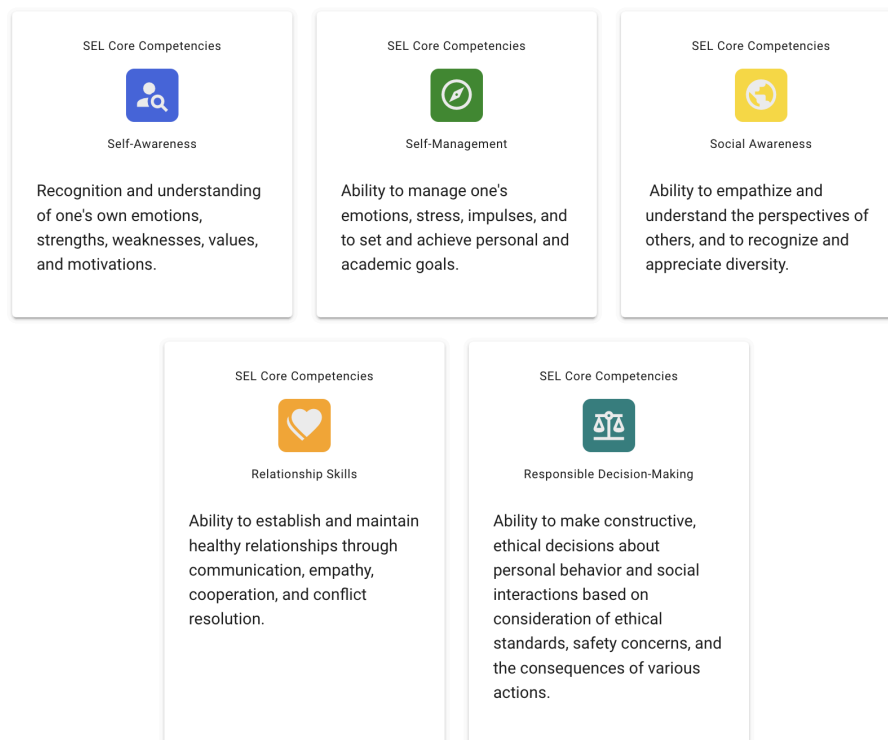 SEL Core Competencies
Self-Awareness
Recognition and understanding
of one's own emotions,
strengths, weaknesses, values,
and motivations.
SEL Core Competencies
Self-Management
Ability to manage one's
emotions, stress, impulses, and
to set and achieve personal and
academic goals.
SEL Core Competencies
Social Awareness
Ability to empathize and
understand the perspectives of
others, and to recognize and
appreciate diversity.
SEL Core Competencies
Relationship Skills
Ability to establish and maintain
healthy relationships through
communication, empathy,
cooperation, and conflict
resolution.
SEL Core Competencies
Responsible Decision-Making
Ability to make constructive,
ethical decisions about
personal behavior and social
interactions based on
consideration of ethical
standards, safety concerns, and
the consequences of various
actions.